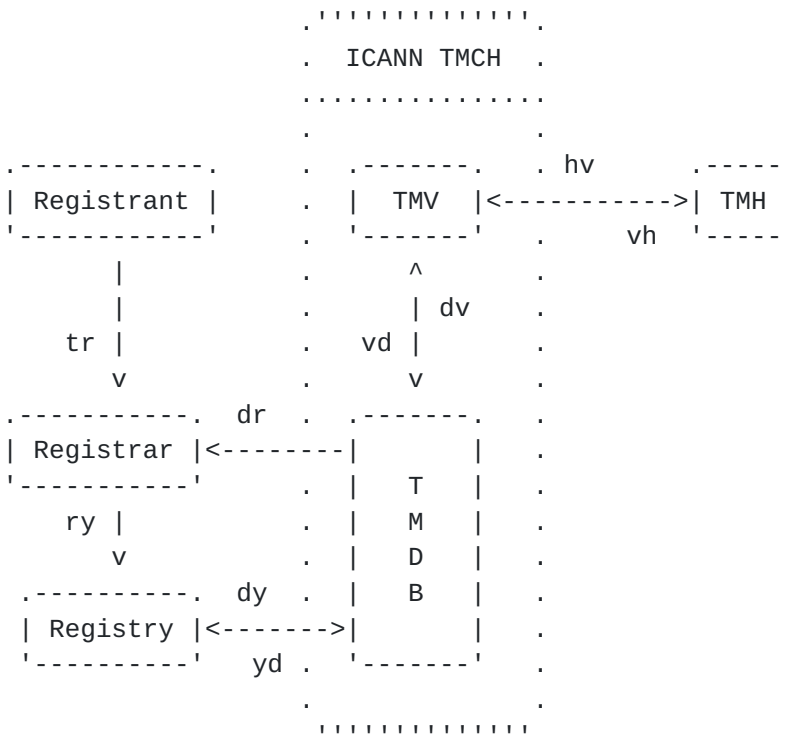 ICANN TMCH
hv
Registrant TMV TMH
vh
dv
tr vd
dr
Registrar
T
ry M
D
dy B
Registry
yd